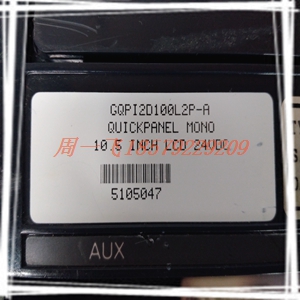 GQPI2D100L2P-A
QUICKPANEL MONO
10.5 INCH LCD 24VDC
5105047
AUX